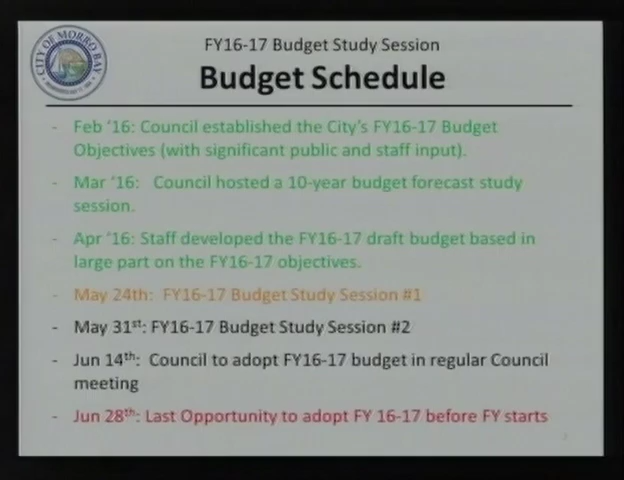 CITY OF MORRO BAY
FY16-17 Budget Study Session
Budget Schedule
- Feb '16: Council established the City's FY16-17 Budget
Objectives (with significant public and staff input).
- Mar '16: Council hosted a 10-year budget forecast study
session.
- Apr '16: Staff developed the FY16-17 draft budget based in
large part on the FY16-17 objectives.
- May 24th: FY16-17 Budget Study Session #1
- May 31st: FY16-17 Budget Study Session #2
- Jun 14th: Council to adopt FY16-17 budget in regular Council
meeting
- Jun 28th: Last Opportunity to adopt FY 16-17 before FY starts